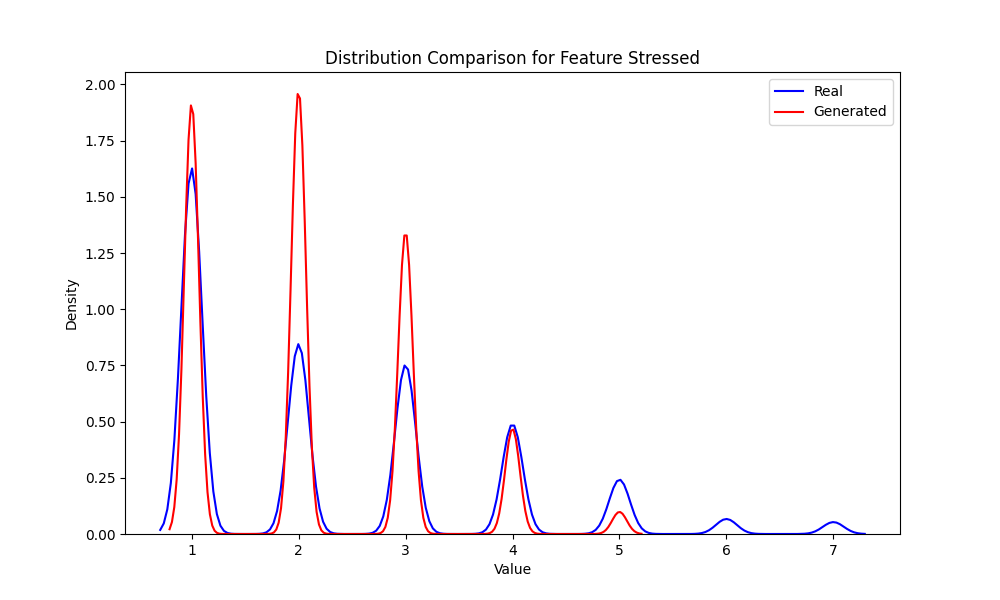 Distribution Comparison for Feature Stressed
Real
Generated
Density
2.00
1.75
1.50
1.25
1.00
0.75
0.50
0.25
0.00
1 2 3 4 5 6 7
Value